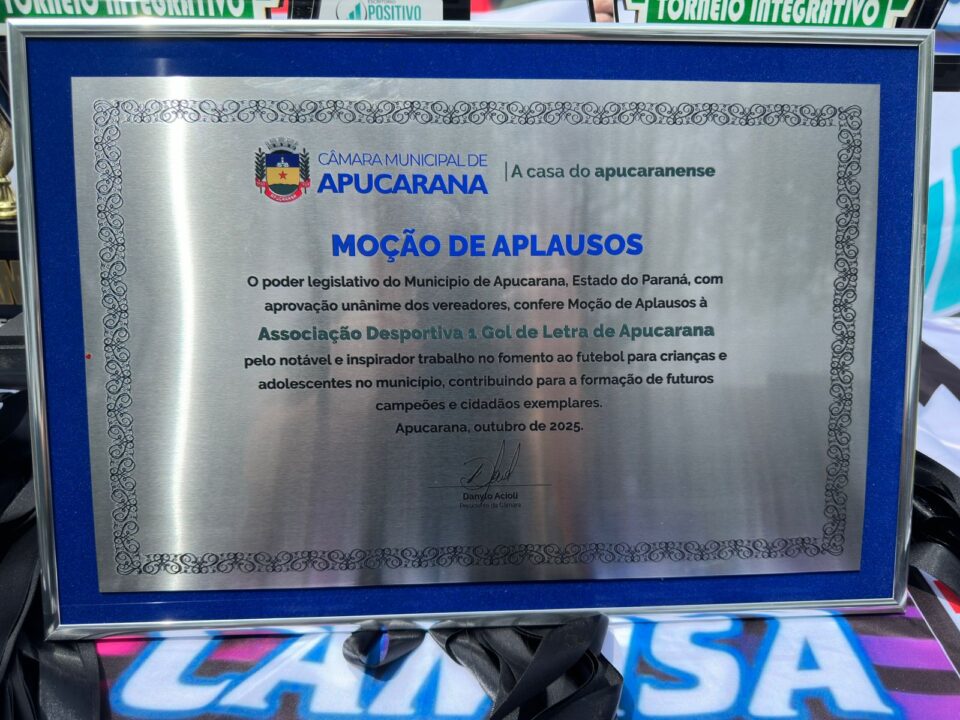 TORNEIO INTEGRATIVO
POSITIVO
TORNEIO INTEGRATIVO
CÂMARA MUNICIPAL DE
APUCARANA
A casa do apucaranense
MOÇÃO DE APLAUSOS
O poder legislativo do Município de Apucarana, Estado do Paraná, com
aprovação unânime dos vereadores, confere Moção de Aplausos à
Associação Desportiva 1 Gol de Letra de Apucarana
pelo notável e inspirador trabalho no fomento ao futebol para crianças e
adolescentes no município, contribuindo para a formação de futuros
campeões e cidadãos exemplares.
Apucarana, outubro de 2025.
Danylo Acioli
Presidente da Câmara